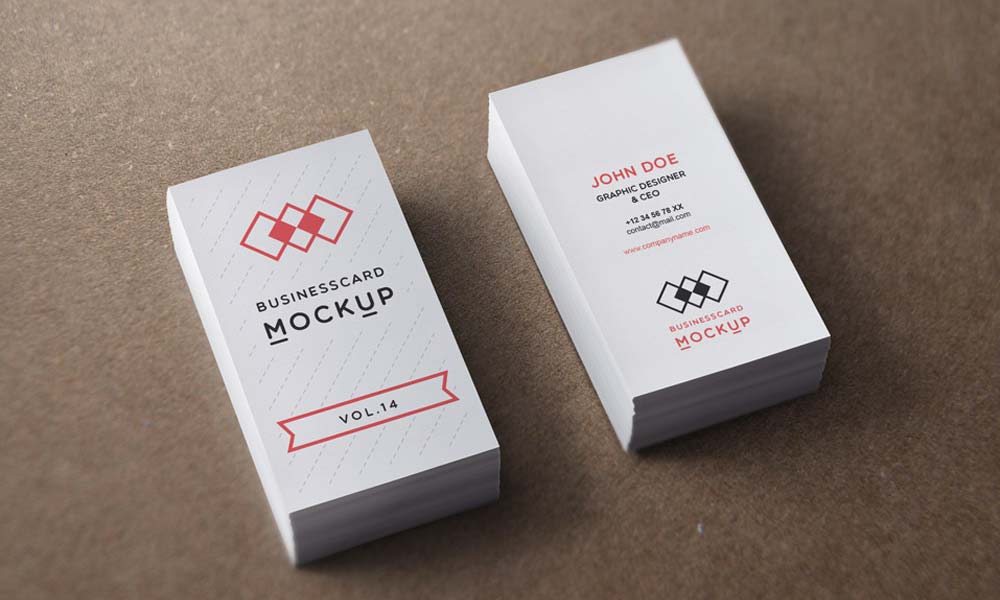 BUSINESSCARD
MOCKUP
VOL.14
JOHN DOE
GRAPHIC DESIGNER
& CEO
+12 34 56 78 XX
contact@mail.com
www.companyname.com
BUSINESSCARD
MOCKUP